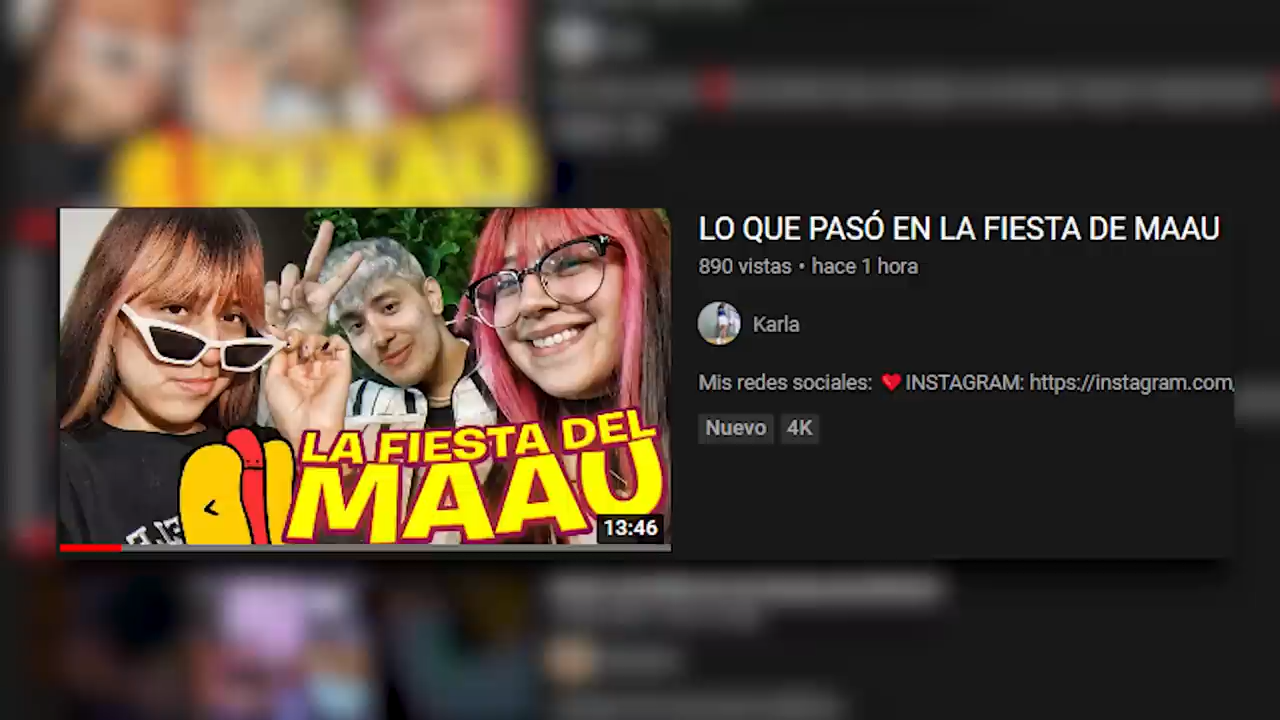 LO QUE PASÓ EN LA FIESTA DE MAAU
890 vistas • hace 1 hora
Karla
Mis redes sociales: ❤INSTAGRAM: https://instagram.com
Nuevo 4K
LA FIESTA DEL
MAAU
13:46